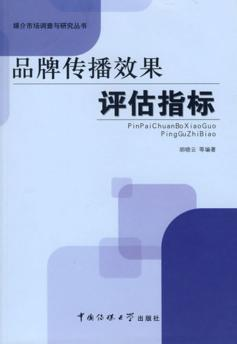 媒介市场调查与研究丛书
品牌传播效果
评估指标
PinPaiChuanBoXiaoGuo
PingGuZhiBiao
胡晓云 等编著
中国传媒大学出版社